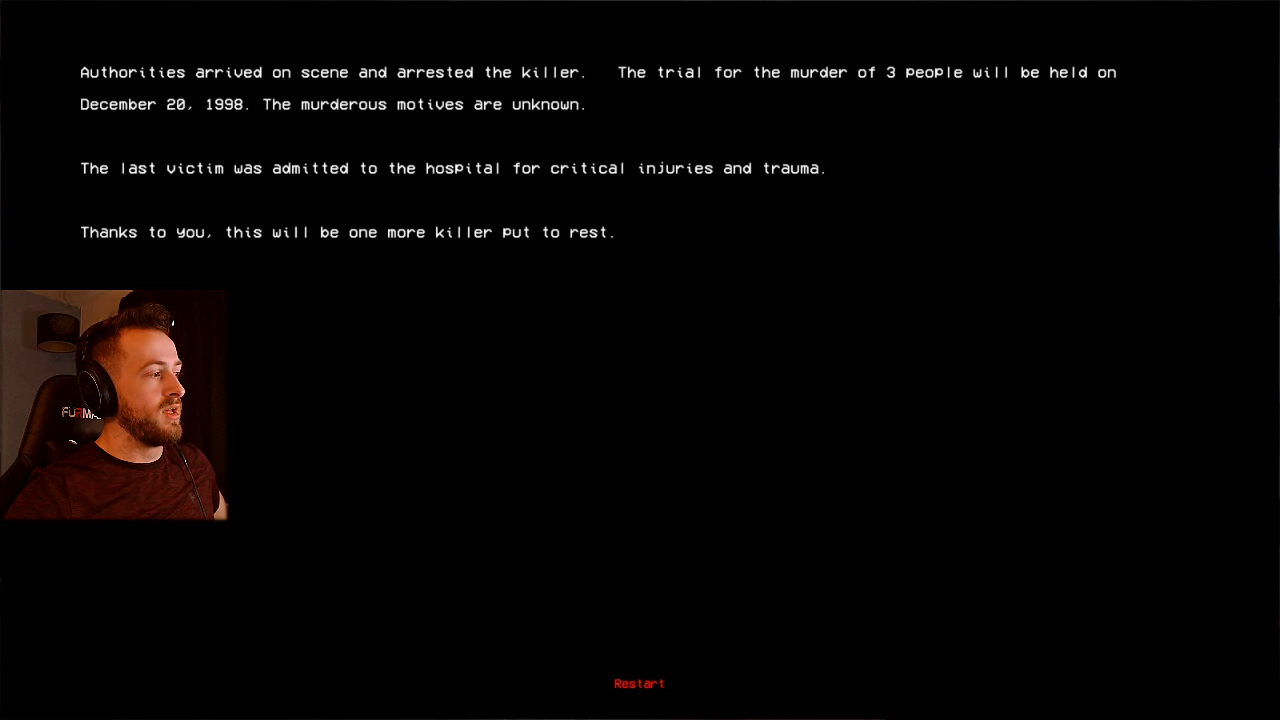 Authorities arrived on scene and arrested the killer. The trial for the murder of 3 people will be held on
December 20, 1998. The murderous motives are unknown.
The last victim was admitted to the hospital for critical injuries and trauma.
Thanks to you, this will be one more killer put to rest.
Restart